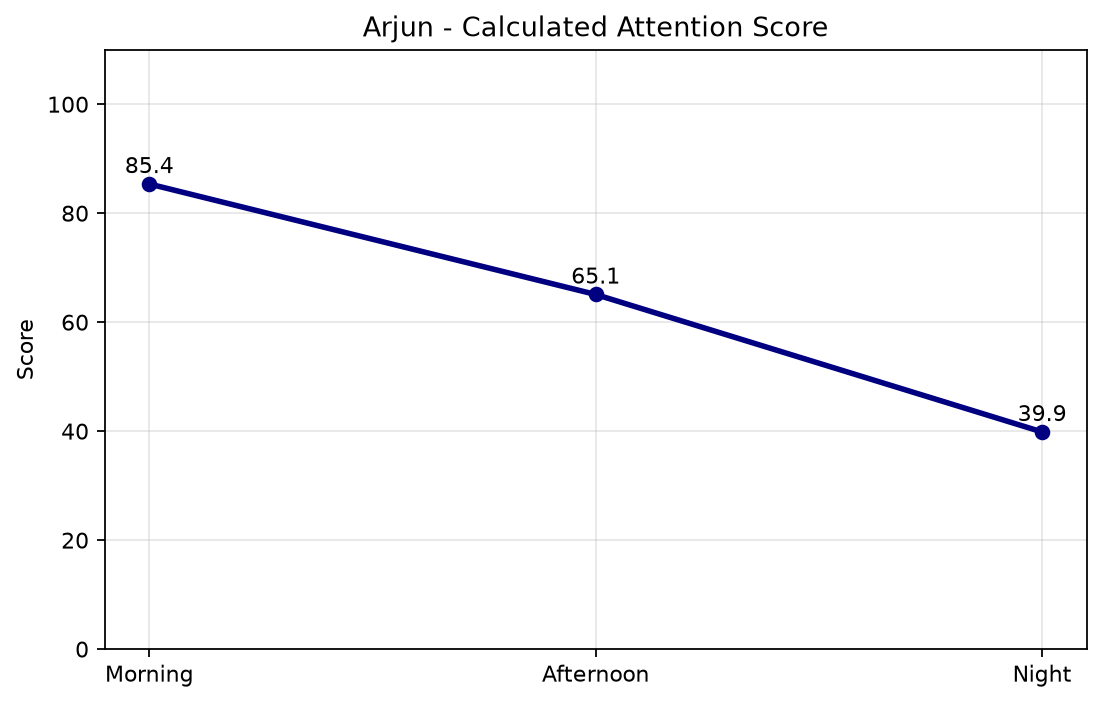 Arjun - Calculated Attention Score
Score
100
80
60
40
20
0
85.4
65.1
39.9
Morning
Afternoon
Night